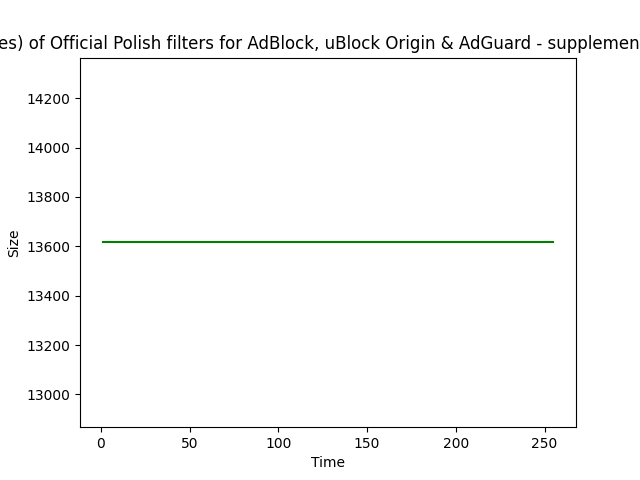 es) of Official Polish filters for AdBlock, uBlock Origin & AdGuard - supplemen
14200
14000
13800
13600
13400
13200
13000
Size
0 50 100 150 200 250
Time